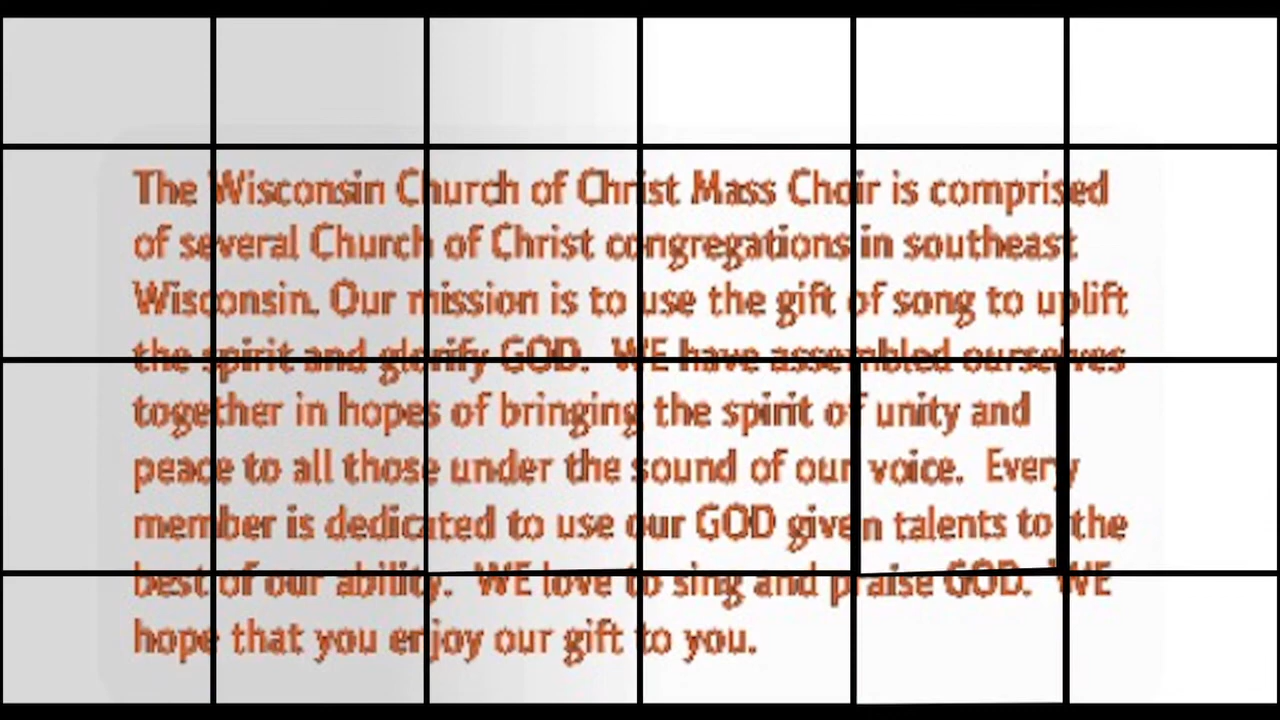 The Wisconsin Church of Christ Mass Choir is comprised
of several Church of Christ congregations in southeast
Wisconsin. Our mission is to use the gift of song to uplift
the spirit and glorify GOD. WE have assembled ourselves
together in hopes of bringing the spirit of unity and
peace to all those under the sound of our voice. Every
member is dedicated to use our GOD given talents to the
best of our ability. WE love to sing and praise GOD. WE
hope that you enjoy our gift to you.